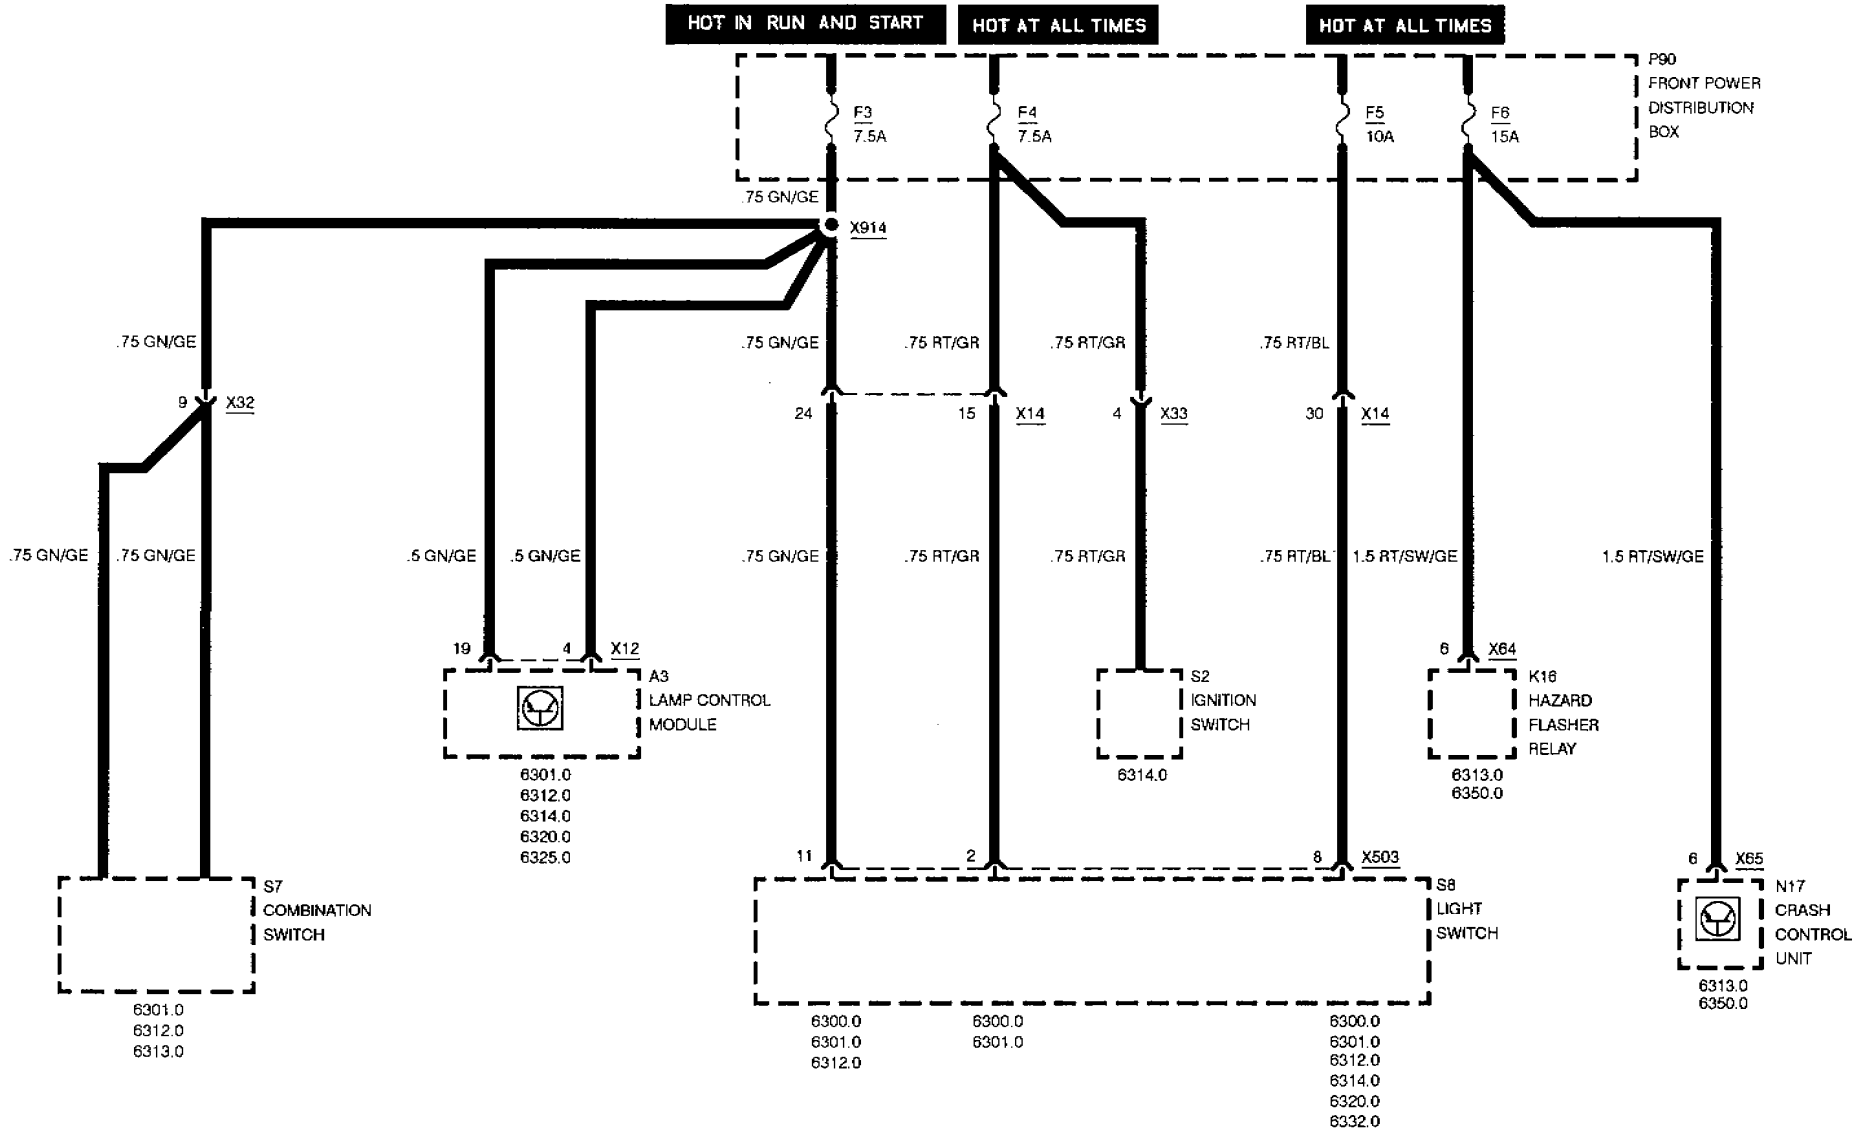 HOT IN RUN AND START
HOT AT ALL TIMES
HOT AT ALL TIMES
P90
FRONT POWER
DISTRIBUTION
BOX
F3
7.5A
F4
7.5A
F5
10A
F6
15A
.75 GN/GE
X914
.75 GN/GE
.75 GN/GE
.75 RT/GR
.75 RT/GR
.75 RT/BL
9
X32
24
15
X14
4
X33
30
X14
.75 GN/GE
.75 GN/GE
.5 GN/GE
.5 GN/GE
.75 GN/GE
.75 RT/GR
.75 RT/GR
.75 RT/BL
1.5 RT/SW/GE
1.5 RT/SW/GE
19
4
X12
6
X64
A3
LAMP CONTROL
MODULE
S2
IGNITION
SWITCH
K16
HAZARD
FLASHER
RELAY
6301.0
6312.0
6314.0
6320.0
6325.0
6314.0
6313.0
6350.0
11
2
8
X503
6
X65
S7
COMBINATION
SWITCH
S8
LIGHT
SWITCH
N17
CRASH
CONTROL
UNIT
6301.0
6312.0
6313.0
6300.0
6301.0
6312.0
6300.0
6301.0
6300.0
6301.0
6312.0
6314.0
6320.0
6332.0
6313.0
6350.0